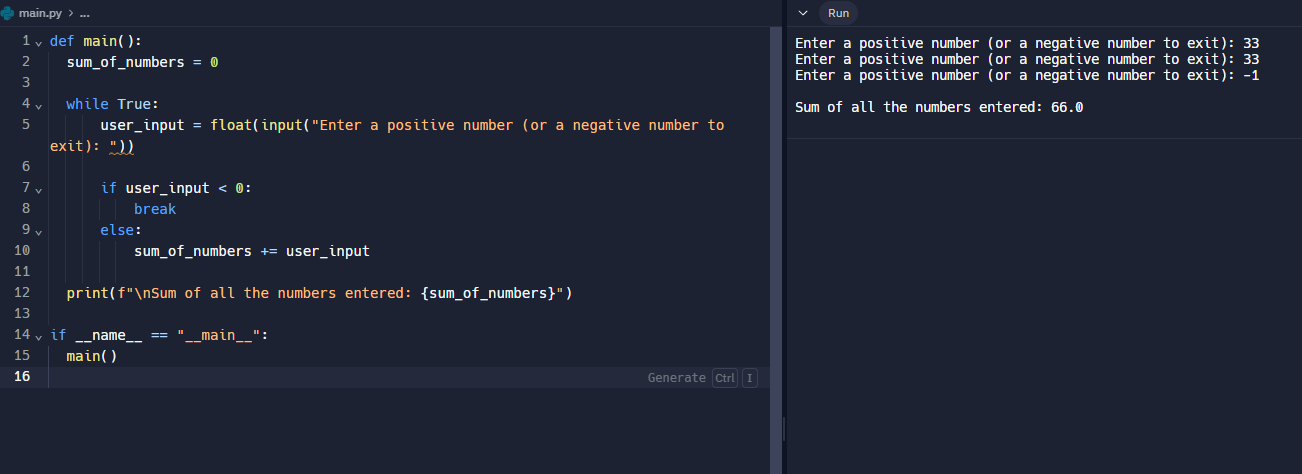 main.py > ...
1 def main():
2 sum_of_numbers = 0
3
4 while True:
5 user_input = float(input("Enter a positive number (or a negative number to
exit): "))
6
7 if user_input < 0:
8 break
9 else:
10 sum_of_numbers += user_input
11
12 print(f"\nSum of all the numbers entered: {sum_of_numbers}")
13
14 if __name__ == "__main__":
15 main()
16
Generate Ctrl I
Run
Enter a positive number (or a negative number to exit): 33
Enter a positive number (or a negative number to exit): 33
Enter a positive number (or a negative number to exit): -1
Sum of all the numbers entered: 66.0